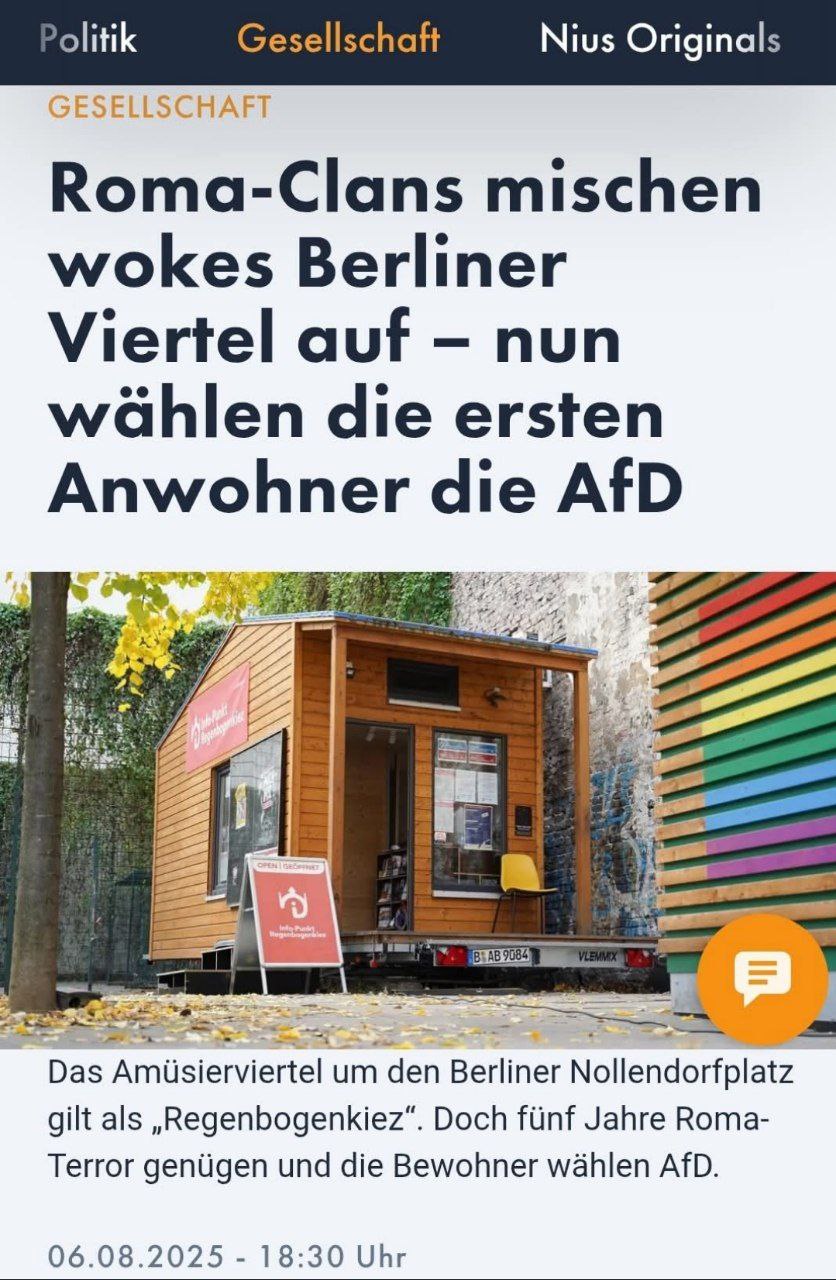 Politik
Gesellschaft
Nius Originals
GESELLSCHAFT
Roma-Clans mischen
wokes Berliner
Viertel auf – nun
wählen die ersten
Anwohner die AfD
Info-Punkt
Regenbogenkiez
OPEN | GEÖFFNET
Info-Punkt
Regenbogenkiez
B AB 9084
VLEMMIX
Das Amüsierviertel um den Berliner Nollendorfplatz
gilt als „Regenbogenkiez“. Doch fünf Jahre Roma-
Terror genügen und die Bewohner wählen AfD.
06.08.2025 - 18:30 Uhr